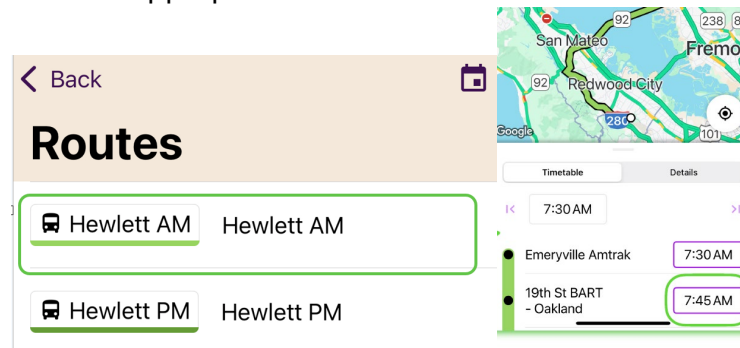 Back
Routes
Hewlett AM Hewlett AM
Hewlett PM Hewlett PM
92
238
San Mateo
Fremo
92
Redwood City
280
Google
101
Timetable Details
7:30 AM
Emeryville Amtrak 7:30 AM
19th St BART
- Oakland
7:45 AM